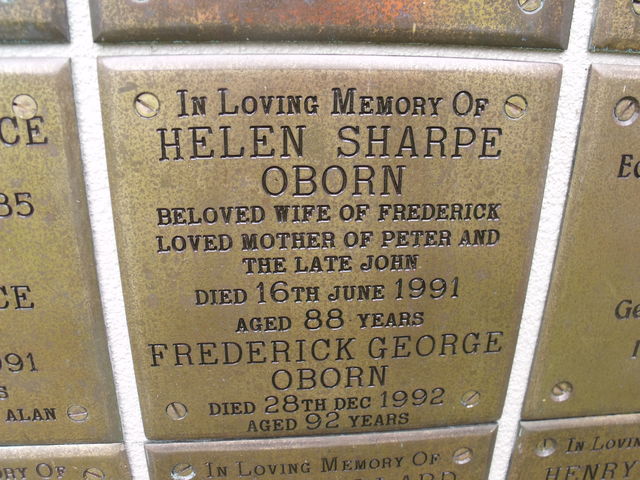 IN LOVING MEMORY OF
HELEN SHARPE
OBORN
BELOVED WIFE OF FREDERICK
LOVED MOTHER OF PETER AND
THE LATE JOHN
DIED 16TH JUNE 1991
AGED 88 YEARS
FREDERICK GEORGE
OBORN
DIED 28TH DEC 1992
AGED 92 YEARS
ALAN
IN LOVING MEMORY OF
HENRY